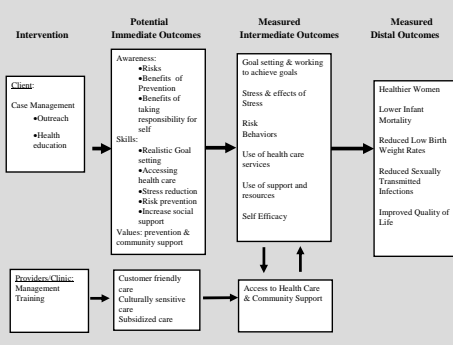 Intervention
Potential
Immediate Outcomes
Measured
Intermediate Outcomes
Measured
Distal Outcomes
Client:
Case Management
•Outreach
•Health
education
Awareness:
•Risks
•Benefits of
Prevention
•Benefits of
taking
responsibility for
self
Skills:
•Realistic Goal
setting
•Accessing
health care
•Stress reduction
•Risk prevention
•Increase social
support
Values: prevention &
community support
Goal setting & working
to achieve goals
Stress & effects of
Stress
Risk
Behaviors
Use of health care
services
Use of support and
resources
Self Efficacy
Healthier Women
Lower Infant
Mortality
Reduced Low Birth
Weight Rates
Reduced Sexually
Transmitted
Infections
Improved Quality of
Life
Providers/Clinic:
Management
Training
Customer friendly
care
Culturally sensitive
care
Subsidized care
Access to Health Care
& Community Support